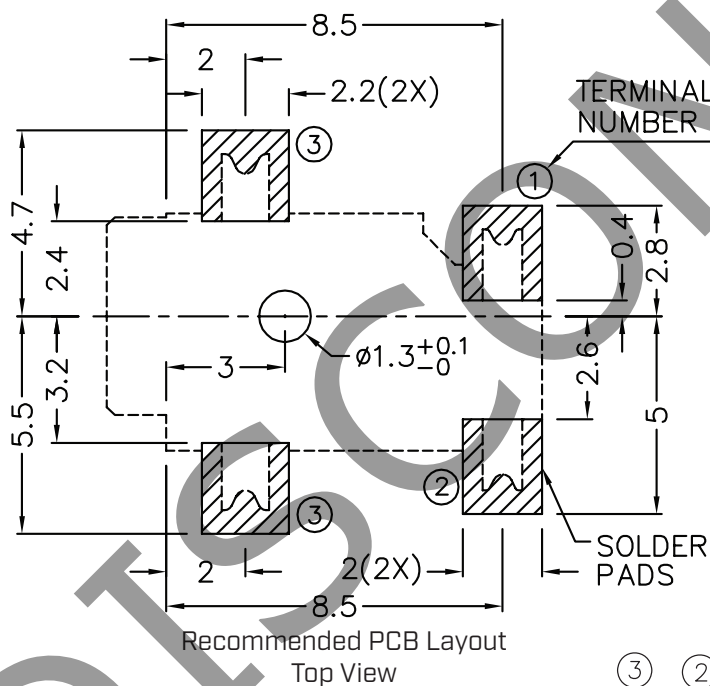 8.5
2
2.2(2X)
TERMINAL
NUMBER
3
1
4.7
2.4
0.4
2.8
ø1.3 +0.1 -0
3
3.2
5.5
2.6
5
2
3
2
2(2X)
8.5
SOLDER
PADS
Recommended PCB Layout
Top View
3 2